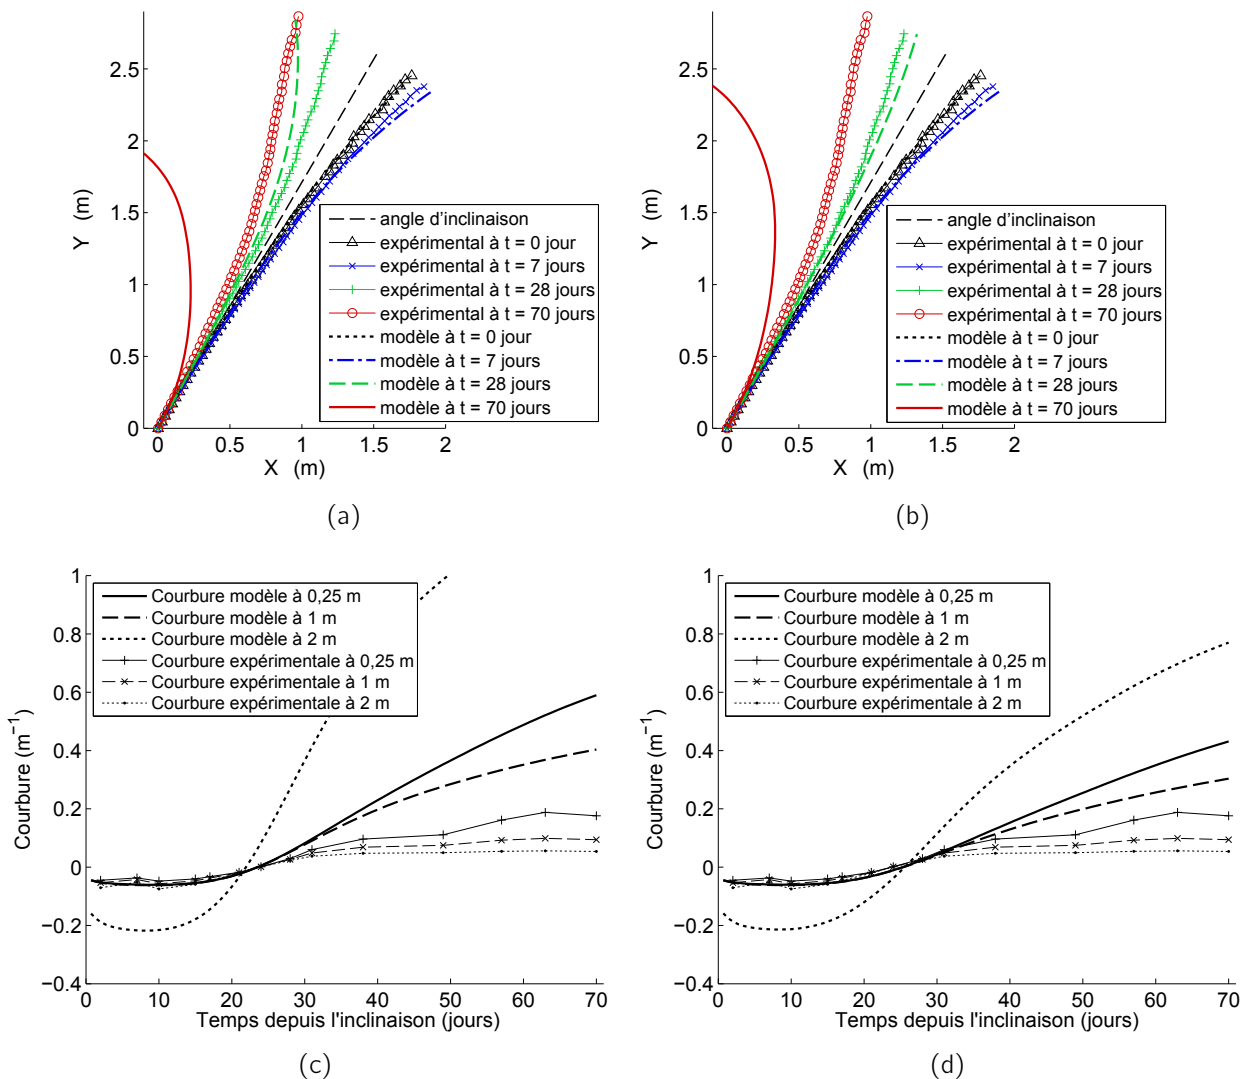 2.5
2
1.5
1
0.5
0
Y (m)
0 0.5 1 1.5 2
X (m)
angle d'inclinaison
expérimental à t = 0 jour
expérimental à t = 7 jours
expérimental à t = 28 jours
expérimental à t = 70 jours
modèle à t = 0 jour
modèle à t = 7 jours
modèle à t = 28 jours
modèle à t = 70 jours
(a)
2.5
2
1.5
1
0.5
0
Y (m)
0 0.5 1 1.5 2
X (m)
angle d'inclinaison
expérimental à t = 0 jour
expérimental à t = 7 jours
expérimental à t = 28 jours
expérimental à t = 70 jours
modèle à t = 0 jour
modèle à t = 7 jours
modèle à t = 28 jours
modèle à t = 70 jours
(b)
1
0.8
0.6
0.4
0.2
0
−0.2
−0.4
Courbure (m⁻¹)
Courbure modèle à 0,25 m
Courbure modèle à 1 m
Courbure modèle à 2 m
Courbure expérimentale à 0,25 m
Courbure expérimentale à 1 m
Courbure expérimentale à 2 m
0 10 20 30 40 50 60 70
Temps depuis l'inclinaison (jours)
(c)
1
0.8
0.6
0.4
0.2
0
−0.2
−0.4
Courbure (m⁻¹)
Courbure modèle à 0,25 m
Courbure modèle à 1 m
Courbure modèle à 2 m
Courbure expérimentale à 0,25 m
Courbure expérimentale à 1 m
Courbure expérimentale à 2 m
0 10 20 30 40 50 60 70
Temps depuis l'inclinaison (jours)
(d)